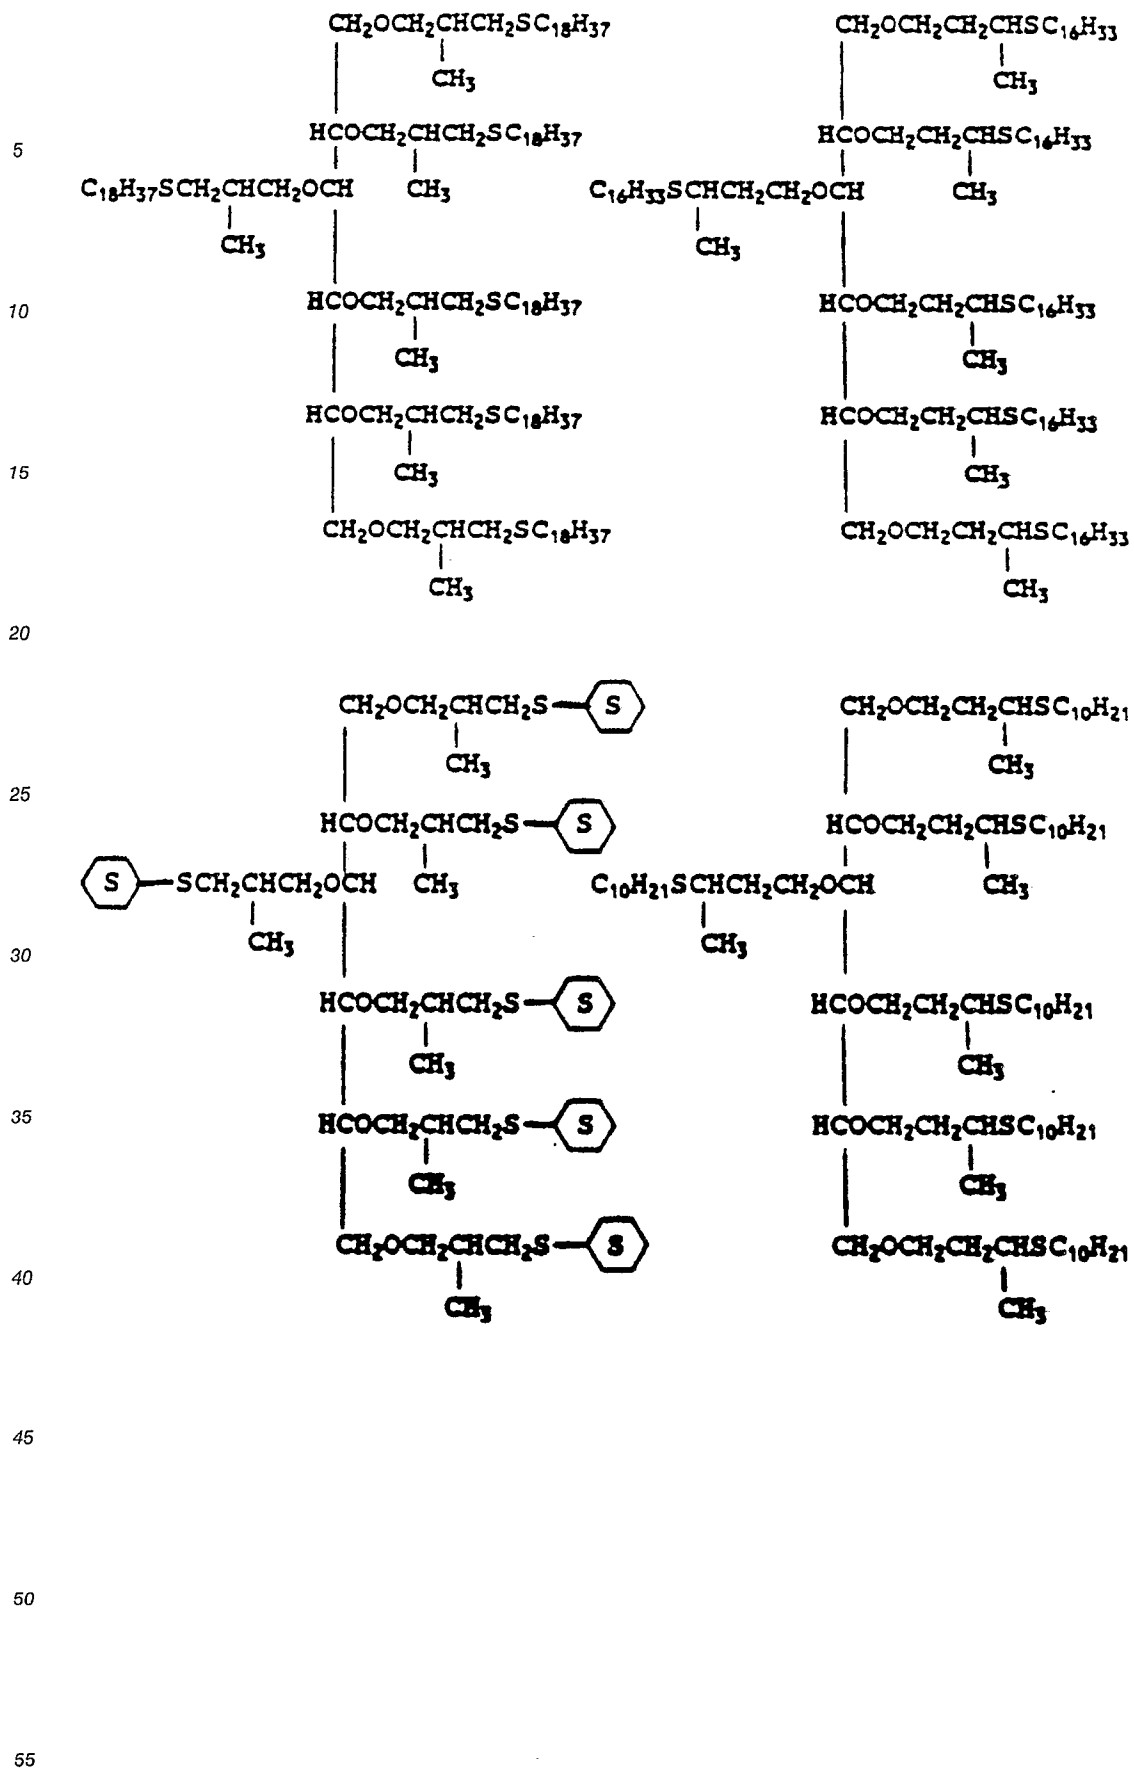 CH₂OCH₂CHCH₂SC₁₈H₃₇ CH₂OCH₂CH₂CHSC₁₆H₃₃
CH₃ CH₃
5 HCOCH₂CHCH₂SC₁₈H₃₇ HCOCH₂CH₂CHSC₁₆H₃₃
C₁₈H₃₇SCH₂CHCH₂OCH CH₃ C₁₆H₃₃SCHCH₂CH₂OCH CH₃
CH₃ CH₃
10 HCOCH₂CHCH₂SC₁₈H₃₇ HCOCH₂CH₂CHSC₁₆H₃₃
CH₃ CH₃
HCOCH₂CHCH₂SC₁₈H₃₇ HCOCH₂CH₂CHSC₁₆H₃₃
15 CH₃ CH₃
CH₂OCH₂CHCH₂SC₁₈H₃₇ CH₂OCH₂CH₂CHSC₁₆H₃₃
CH₃ CH₃
20
CH₂OCH₂CHCH₂S S CH₂OCH₂CH₂CHSC₁₀H₂₁
CH₃ CH₃
25
HCOCH₂CHCH₂S S HCOCH₂CH₂CHSC₁₀H₂₁
S SCH₂CHCH₂OCH CH₃ C₁₀H₂₁SCHCH₂CH₂OCH CH₃
CH₃ CH₃
30
HCOCH₂CHCH₂S S HCOCH₂CH₂CHSC₁₀H₂₁
CH₃ CH₃
35 HCOCH₂CHCH₂S S HCOCH₂CH₂CHSC₁₀H₂₁
CH₃ CH₃
CH₂OCH₂CHCH₂S S CH₂OCH₂CH₂CHSC₁₀H₂₁
40
CH₃ CH₃
45
50
55